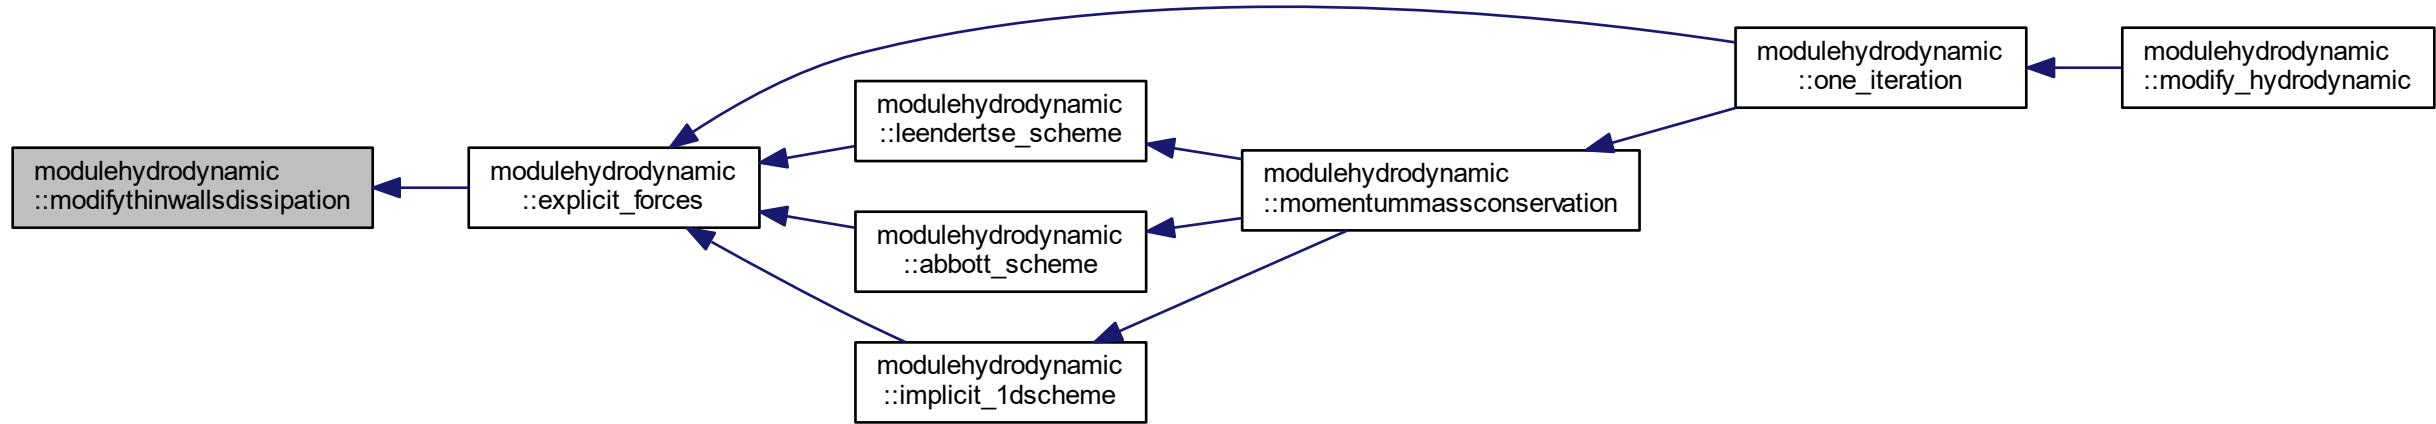 modulehydrodynamic
::modifythinwallsdissipation
modulehydrodynamic
::explicit_forces
modulehydrodynamic
::leendertse_scheme
modulehydrodynamic
::abbott_scheme
modulehydrodynamic
::implicit_1dscheme
modulehydrodynamic
::momentummassconservation
modulehydrodynamic
::one_iteration
modulehydrodynamic
::modify_hydrodynamic